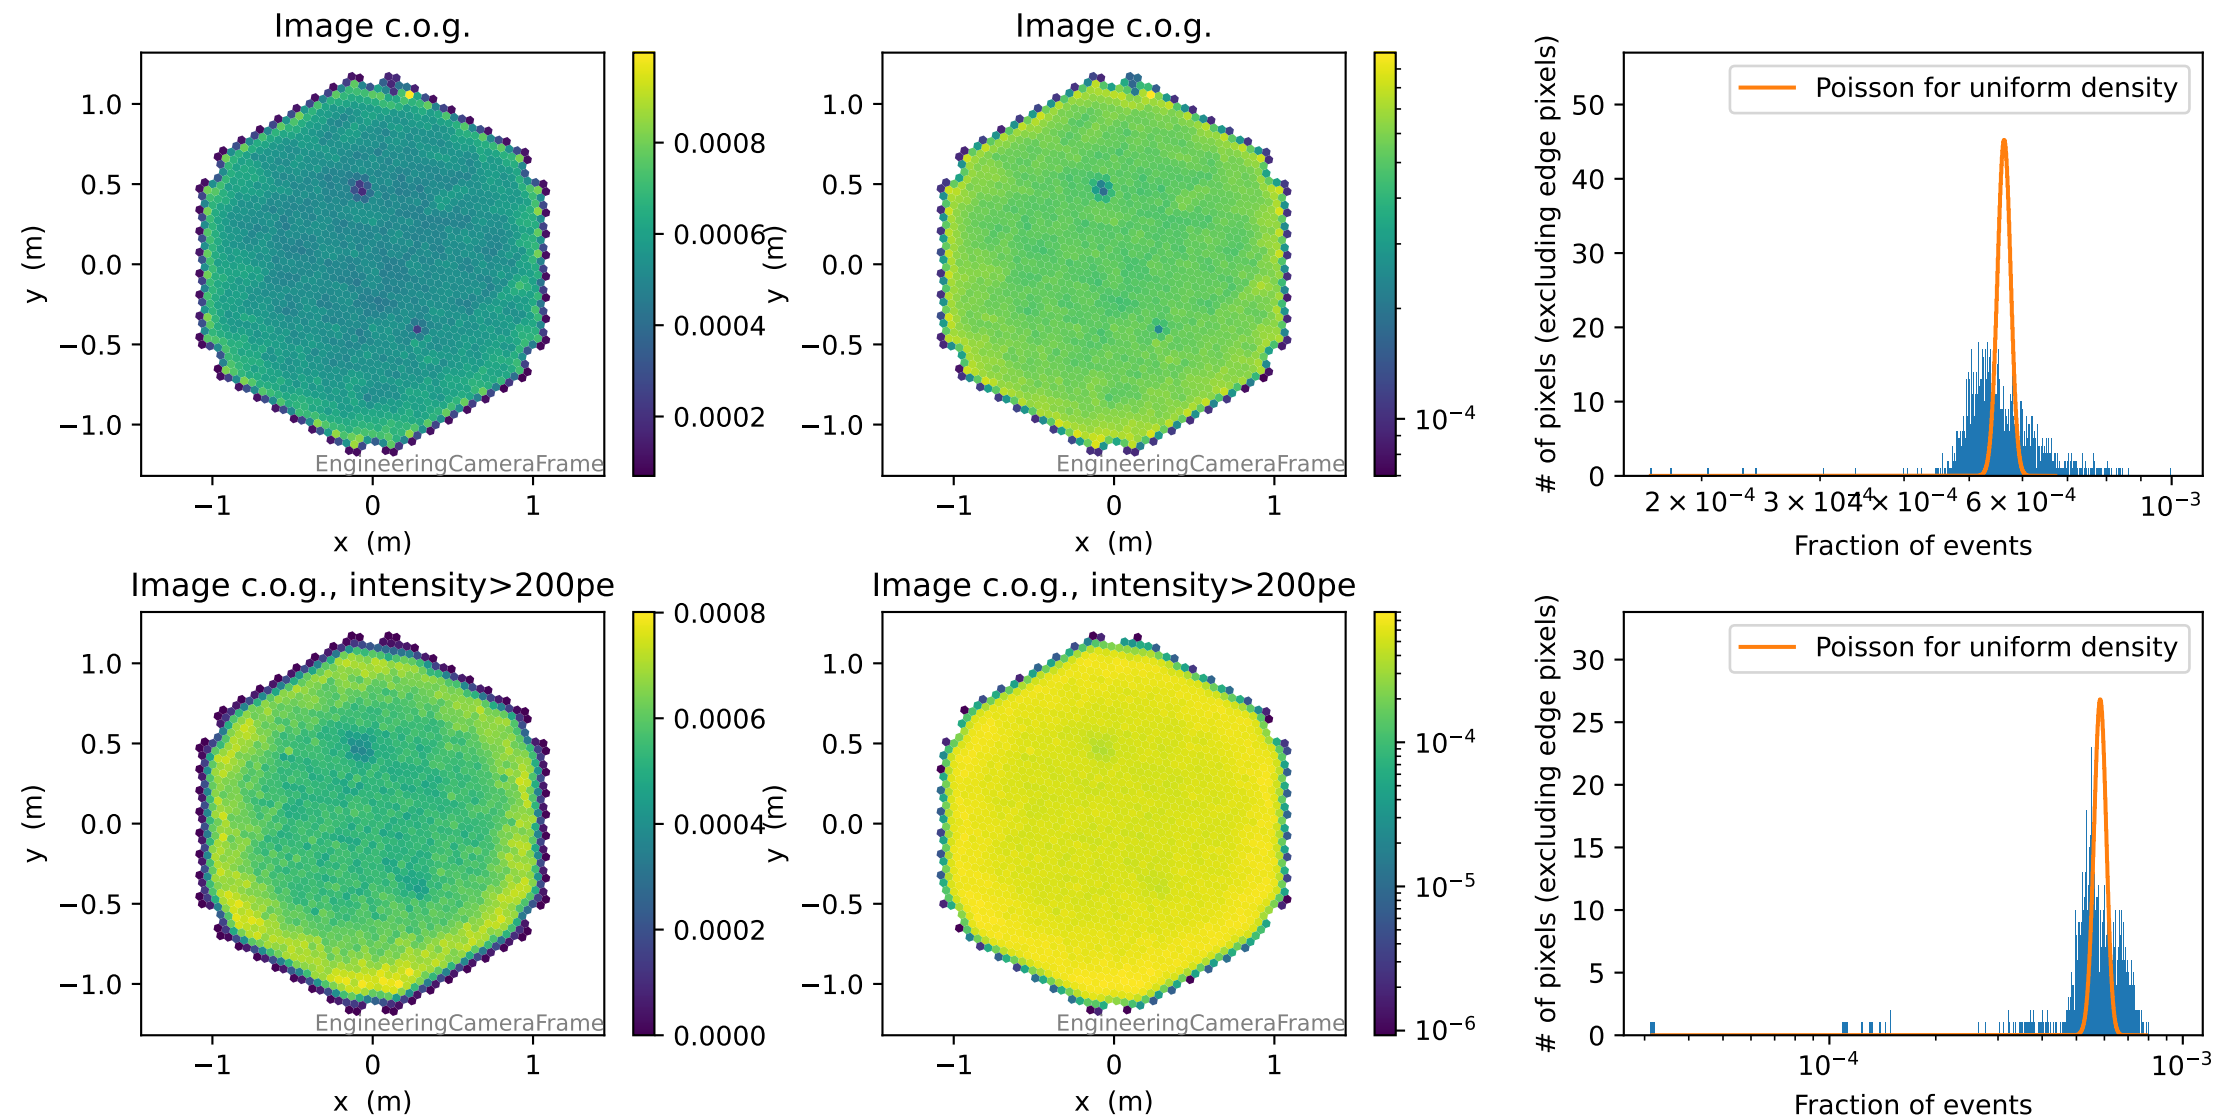 Image c.o.g.
1.0
0.5
0.0
−0.5
−1.0
y (m)
−1 0 1
x (m)
EngineeringCameraFrame
0.0008
0.0006
0.0004
0.0002
Image c.o.g.
1.0
0.5
0.0
−0.5
−1.0
y (m)
−1 0 1
x (m)
EngineeringCameraFrame
10⁻⁴
# of pixels (excluding edge pixels)
50
40
30
20
10
0
Poisson for uniform density
2 × 10⁻⁴ 3 × 10⁻⁴ 4 × 10⁻⁴ 6 × 10⁻⁴ 10⁻³
Fraction of events
Image c.o.g., intensity>200pe
1.0
0.5
0.0
−0.5
−1.0
y (m)
−1 0 1
x (m)
EngineeringCameraFrame
0.0008
0.0006
0.0004
0.0002
0.0000
Image c.o.g., intensity>200pe
1.0
0.5
0.0
−0.5
−1.0
y (m)
−1 0 1
x (m)
EngineeringCameraFrame
10⁻⁴
10⁻⁵
10⁻⁶
# of pixels (excluding edge pixels)
30
25
20
15
10
5
0
Poisson for uniform density
10⁻⁴ 10⁻³
Fraction of events